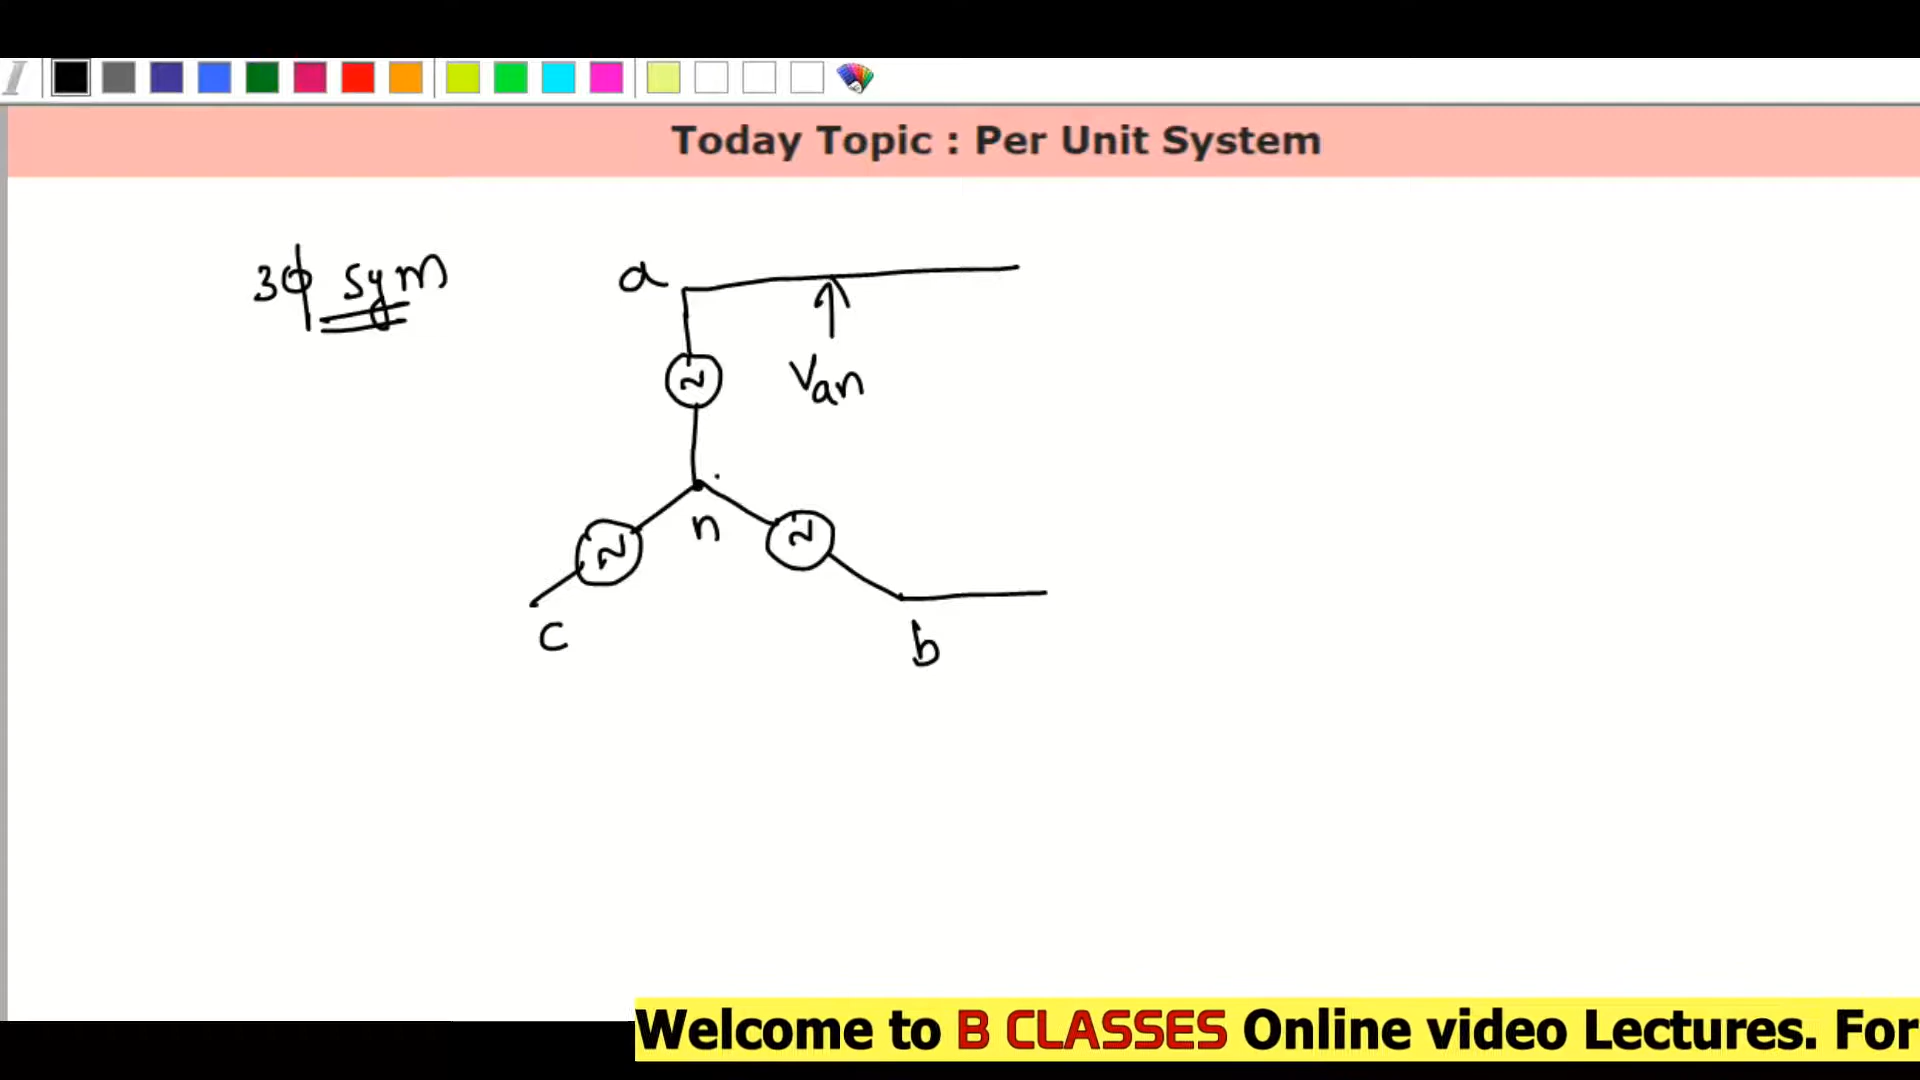 Today Topic : Per Unit System
3ϕ sym
a
Van
n
c
b
Welcome to B CLASSES Online video Lectures. For